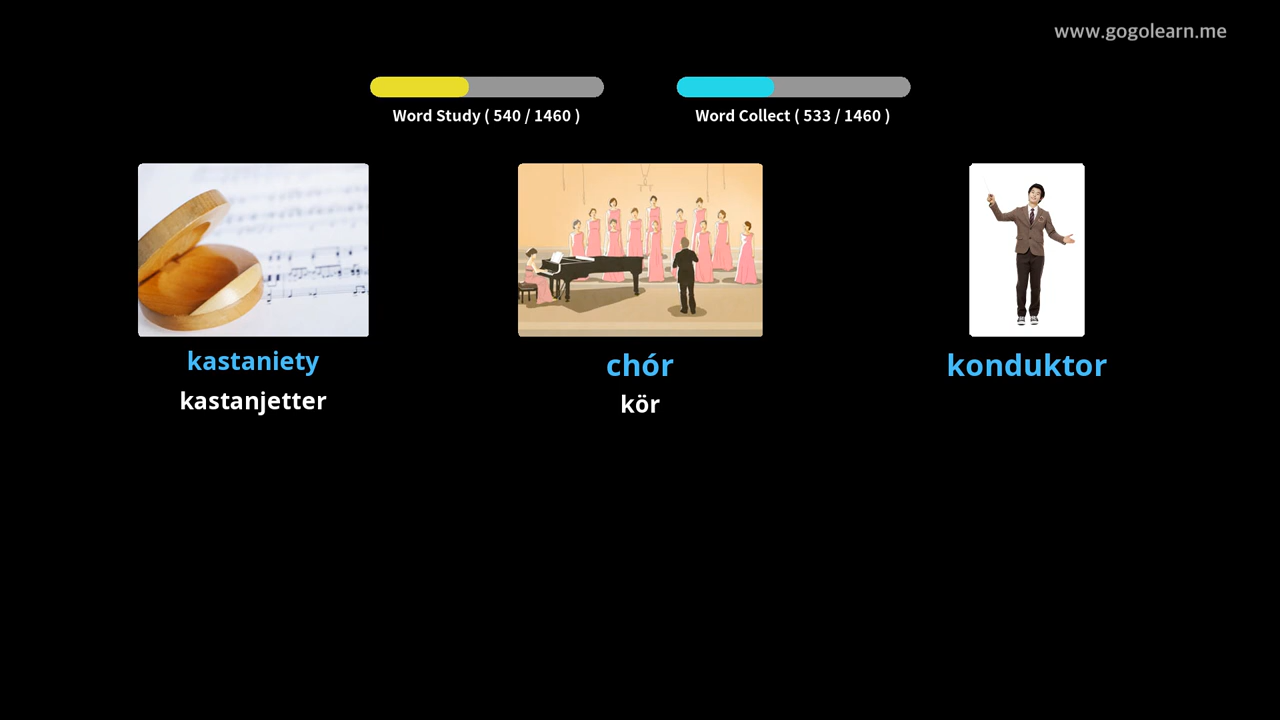 www.gogolearn.me
Word Study ( 540 / 1460 )
Word Collect ( 533 / 1460 )
kastaniety
kastanjetter
chór
kör
konduktor